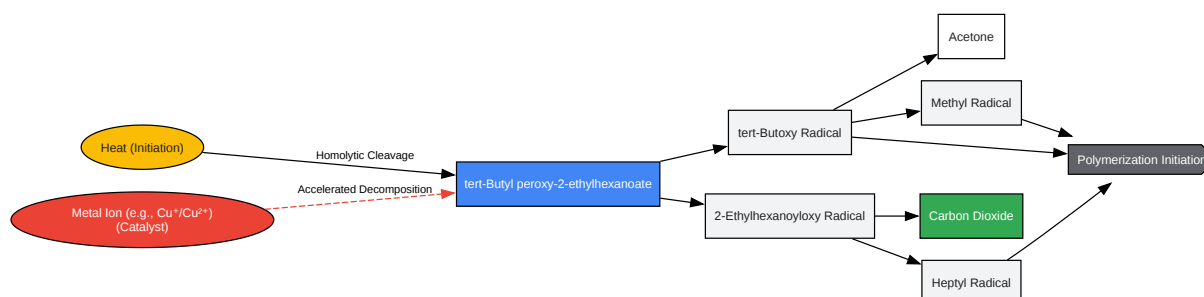 Acetone
Methyl Radical
tert-Butoxy Radical
Heat (Initiation)
Homolytic Cleavage
Polymerization Initiation
Accelerated Decomposition
tert-Butyl peroxy-2-ethylhexanoate
Metal Ion (e.g., Cu⁺/Cu²⁺)
(Catalyst)
2-Ethylhexanoyloxy Radical
Carbon Dioxide
Heptyl Radical